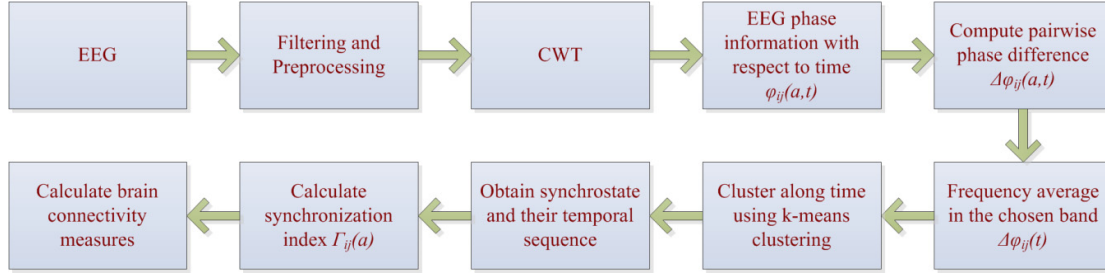 EEG
Filtering and
Preprocessing
CWT
EEG phase
information with
respect to time
φij(a,t)
Compute pairwise
phase difference
Δφij(a,t)
Frequency average
in the chosen band
Δφij(t)
Cluster along time
using k-means
clustering
Obtain synchrostate
and their temporal
sequence
Calculate
synchronization
index Γij(a)
Calculate brain
connectivity
measures